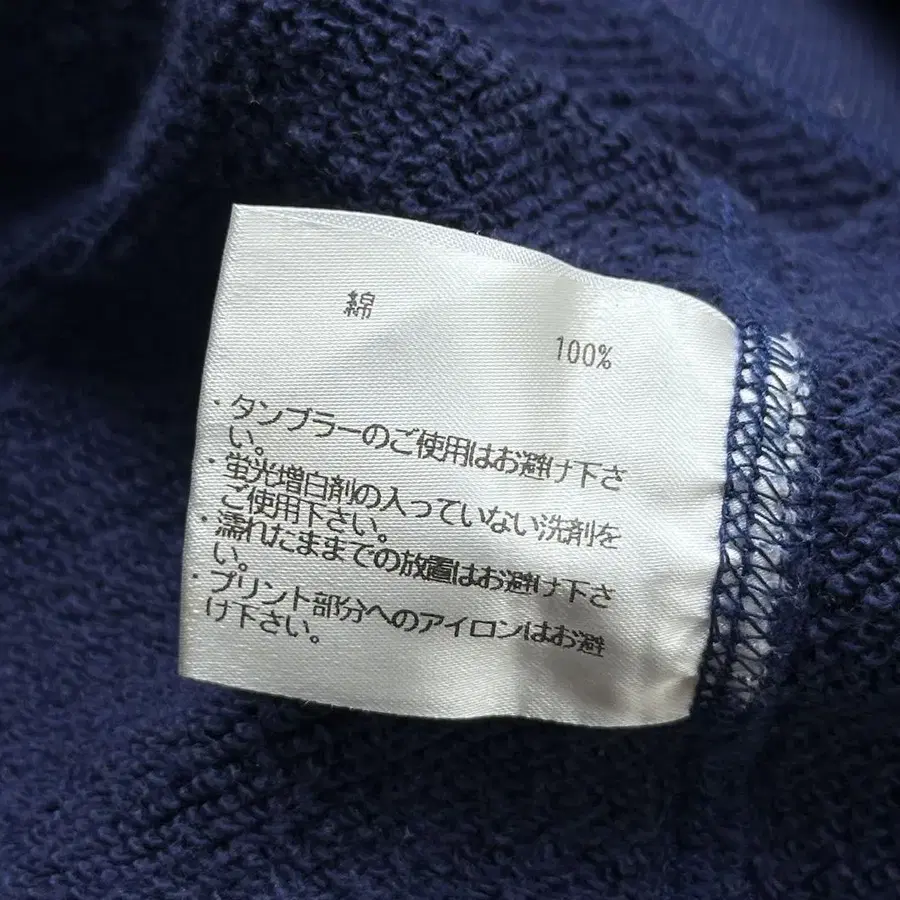 綿
100%
・タンブラーのご使用はお避け下さ
い。
・蛍光増白剤の入っていない洗剤を
ご使用下さい。
・濡れたままでの放置はお避け下さ
い。
・プリント部分へのアイロンはお避
け下さい。